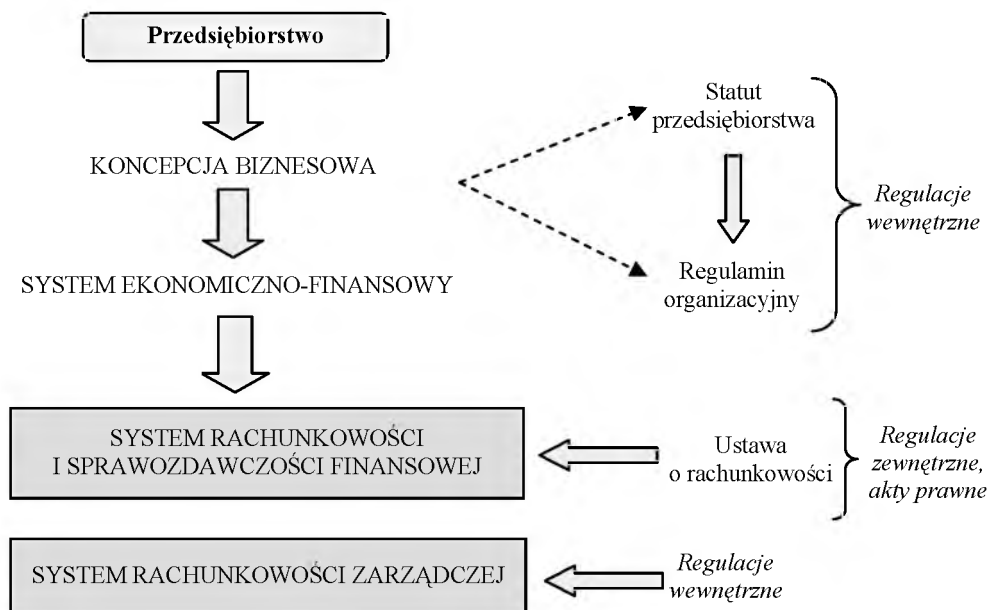 Przedsiębiorstwo
KONCEPCJA BIZNESOWA
SYSTEM EKONOMICZNO-FINANSOWY
Statut
przedsiębiorstwa
Regulamin
organizacyjny
Regulacje
wewnętrzne
SYSTEM RACHUNKOWOŚCI
I SPRAWOZDAWCZOŚCI FINANSOWEJ
Ustawa
o rachunkowości
Regulacje
zewnętrzne,
akty prawne
SYSTEM RACHUNKOWOŚCI ZARZĄDCZEJ
Regulacje
wewnętrzne